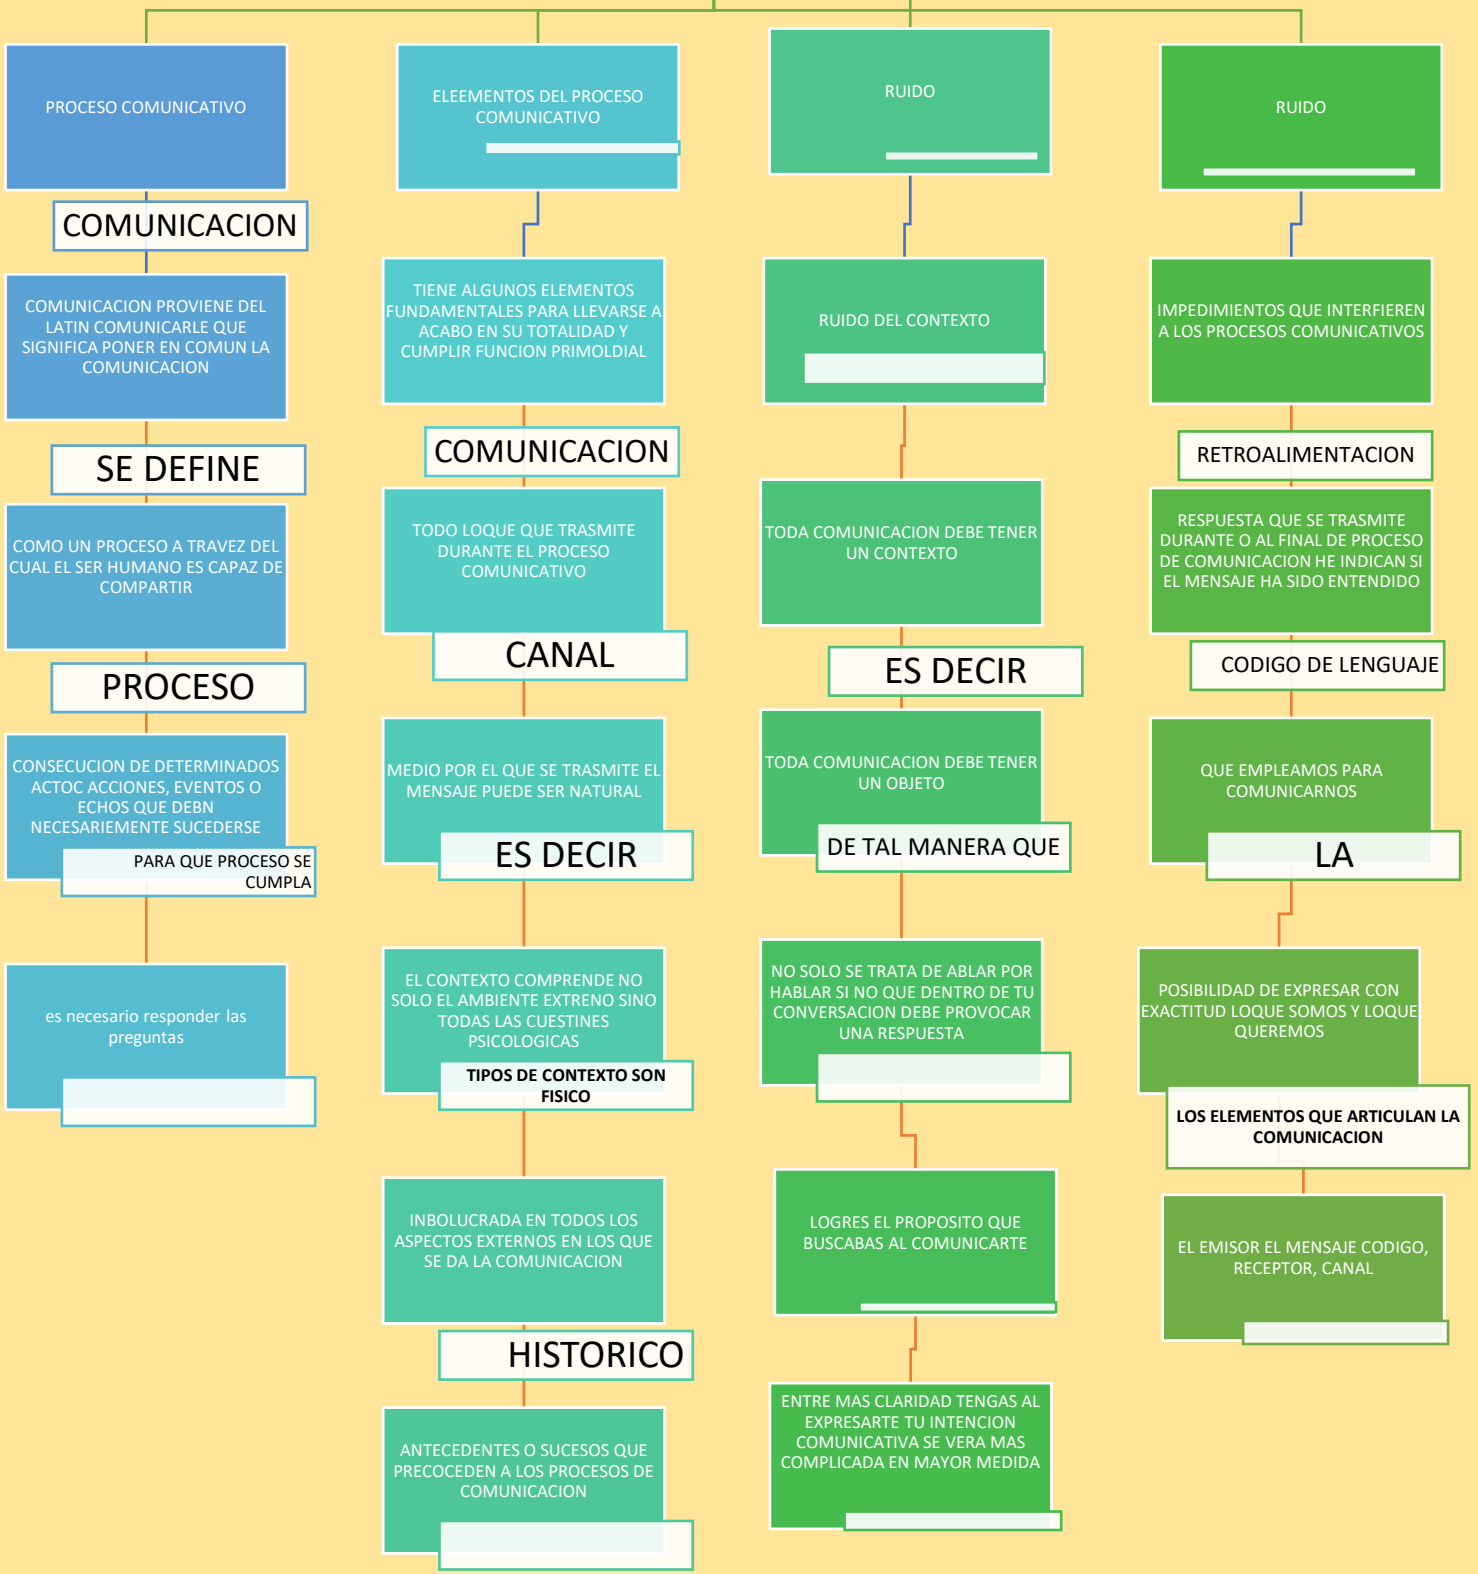 PROCESO COMUNICATIVO
COMUNICACION
COMUNICACION PROVIENE DEL
LATIN COMUNICARLE QUE
SIGNIFICA PONER EN COMUN LA
COMUNICACION
SE DEFINE
COMO UN PROCESO A TRAVEZ DEL
CUAL EL SER HUMANO ES CAPAZ DE
COMPARTIR
PROCESO
CONSECUCION DE DETERMINADOS
ACTOC ACCIONES, EVENTOS O
ECHOS QUE DEBN
NECESARIEMENTE SUCEDERSE
PARA QUE PROCESO SE
CUMPLA
es necesario responder las
preguntas
ELEEMENTOS DEL PROCESO
COMUNICATIVO
TIENE ALGUNOS ELEMENTOS
FUNDAMENTALES PARA LLEVARSE A
ACABO EN SU TOTALIDAD Y
CUMPLIR FUNCION PRIMOLDIAL
COMUNICACION
TODO LOQUE QUE TRASMITE
DURANTE EL PROCESO
COMUNICATIVO
CANAL
MEDIO POR EL QUE SE TRASMITE EL
MENSAJE PUEDE SER NATURAL
ES DECIR
EL CONTEXTO COMPRENDE NO
SOLO EL AMBIENTE EXTRENO SINO
TODAS LAS CUESTINES
PSICOLOGICAS
TIPOS DE CONTEXTO SON
FISICO
INBOLUCRADA EN TODOS LOS
ASPECTOS EXTERNOS EN LOS QUE
SE DA LA COMUNICACION
HISTORICO
ANTECEDENTES O SUCESOS QUE
PRECOCEDEN A LOS PROCESOS DE
COMUNICACION
RUIDO
RUIDO DEL CONTEXTO
TODA COMUNICACION DEBE TENER
UN CONTEXTO
ES DECIR
TODA COMUNICACION DEBE TENER
UN OBJETO
DE TAL MANERA QUE
NO SOLO SE TRATA DE ABLAR POR
HABLAR SI NO QUE DENTRO DE TU
CONVERSACION DEBE PROVOCAR
UNA RESPUESTA
LOGRES EL PROPOSITO QUE
BUSCABAS AL COMUNICARTE
ENTRE MAS CLARIDAD TENGAS AL
EXPRESARTE TU INTENCION
COMUNICATIVA SE VERA MAS
COMPLICADA EN MAYOR MEDIDA
RUIDO
IMPEDIMIENTOS QUE INTERFIEREN
A LOS PROCESOS COMUNICATIVOS
RETROALIMENTACION
RESPUESTA QUE SE TRASMITE
DURANTE O AL FINAL DE PROCESO
DE COMUNICACION HE INDICAN SI
EL MENSAJE HA SIDO ENTENDIDO
CODIGO DE LENGUAJE
QUE EMPLEAMOS PARA
COMUNICARNOS
LA
POSIBILIDAD DE EXPRESAR CON
EXACTITUD LOQUE SOMOS Y LOQUE
QUEREMOS
LOS ELEMENTOS QUE ARTICULAN LA
COMUNICACION
EL EMISOR EL MENSAJE CODIGO,
RECEPTOR, CANAL